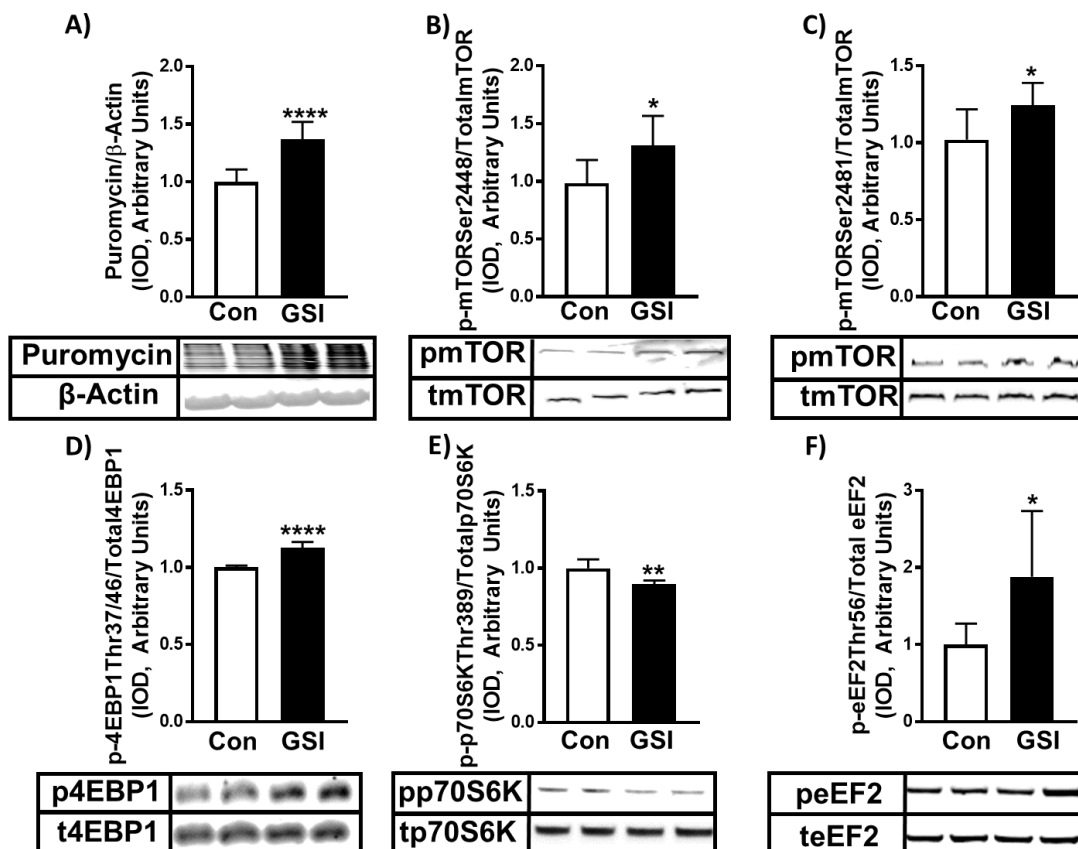 A)
Puromycin/β-Actin
(IOD, Arbitrary Units)
2.0
1.5
1.0
0.5
0.0
****
Con GSI
Puromycin
β-Actin
B)
p-mTORSer2448/TotalmTOR
(IOD, Arbitrary Units)
2.0
1.5
1.0
0.5
0.0
*
Con GSI
pmTOR
tmTOR
C)
p-mTORSer2481/TotalmTOR
(IOD, Arbitrary Units)
1.5
1.0
0.5
0.0
*
Con GSI
pmTOR
tmTOR
D)
p-4EBP1Thr37/46/Total4EBP1
(IOD, Arbitrary Units)
1.5
1.0
0.5
0.0
****
Con GSI
p4EBP1
t4EBP1
E)
p-p70S6KThr389/Totalp70S6K
(IOD, Arbitrary Units)
1.5
1.0
0.5
0.0
**
Con GSI
pp70S6K
tp70S6K
F)
p-eEF2Thr56/Total eEF2
(IOD, Arbitrary Units)
3
2
1
0
*
Con GSI
peEF2
teEF2